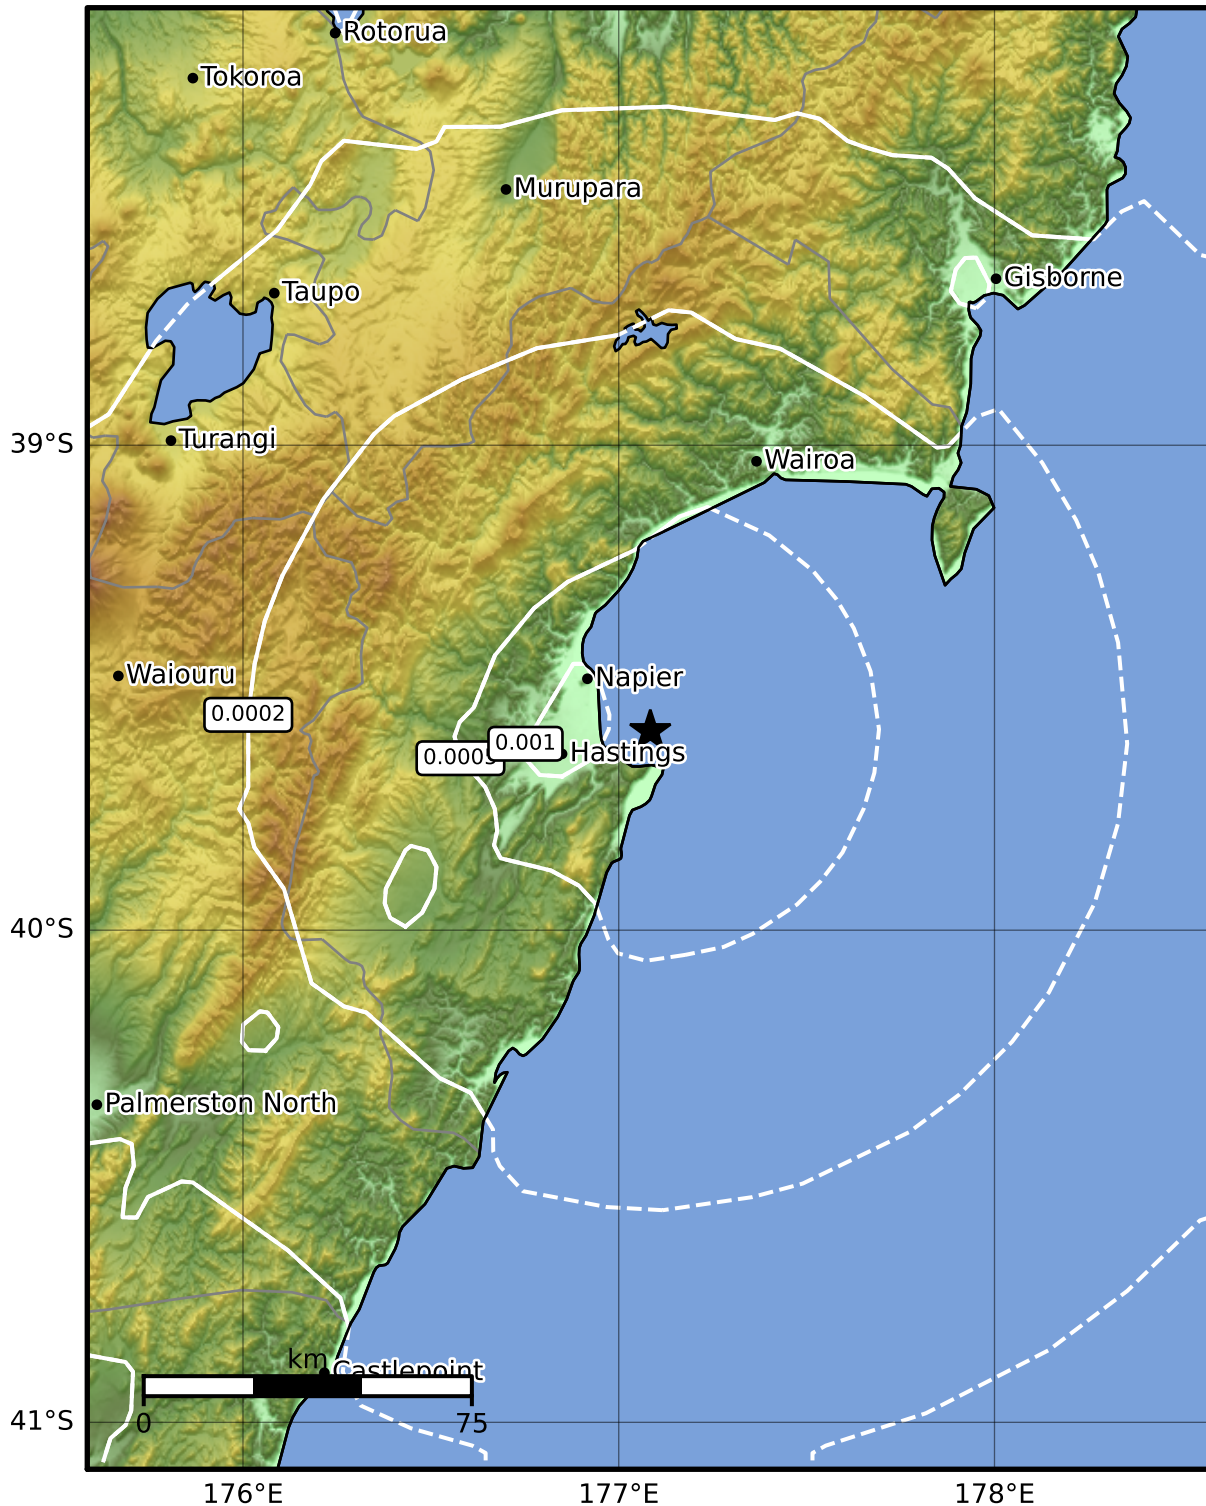 Rotorua
Tokoroa
Murupara
Gisborne
Taupo
39°S
Turangi
Wairoa
Waiouru
Napier
0.0002
0.001
Hastings
40°S
Palmerston North
km
Castlepoint
0
75
41°S
176°E
177°E
178°E